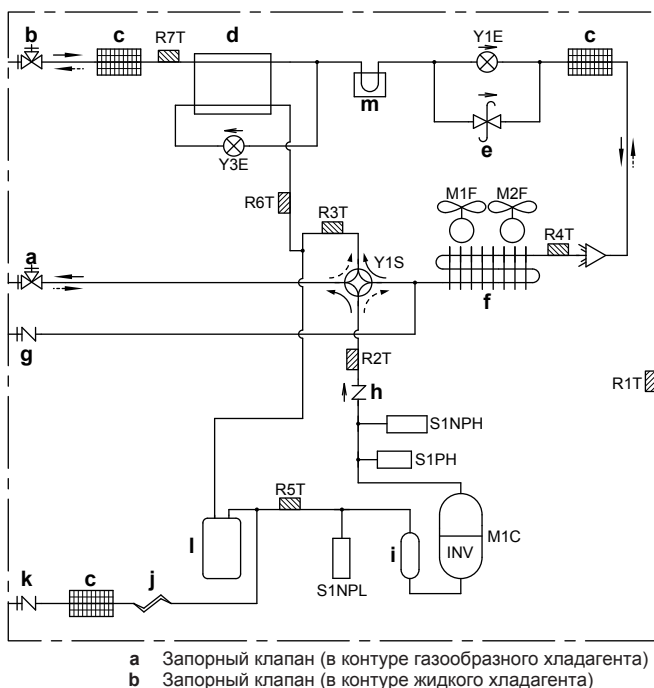 b
c
R7T
d
Y1E
c
m
e
Y3E
R6T
R3T
M1F
M2F
R4T
a
Y1S
f
g
R2T
R1T
h
S1NPH
S1PH
R5T
l
i
M1C
INV
S1NPL
k
c
j
a Запорный клапан (в контуре газообразного хладагента)
b Запорный клапан (в контуре жидкого хладагента)